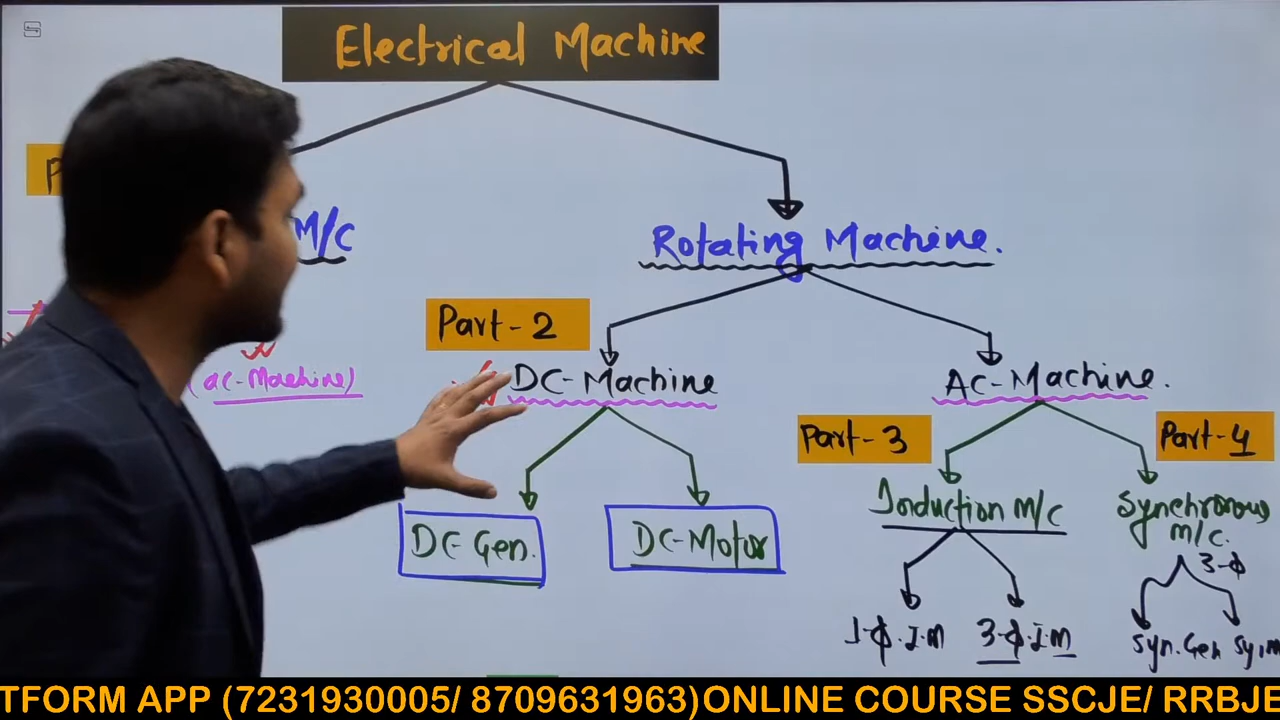 Electrical Machine
P
M/C
Rotating Machine.
Part-2
(ac-Machine)
DC-Machine
AC-Machine.
Part-3
Part-4
Induction M/C
Synchronous
m/c.
DC-Gen.
DC-Motor
3-ϕ
1-ϕ.I.M
3-ϕ.I.M
Syn.Gen
Sy.m
TFORM APP (7231930005/ 8709631963)ONLINE COURSE SSCJE/ RRBJE